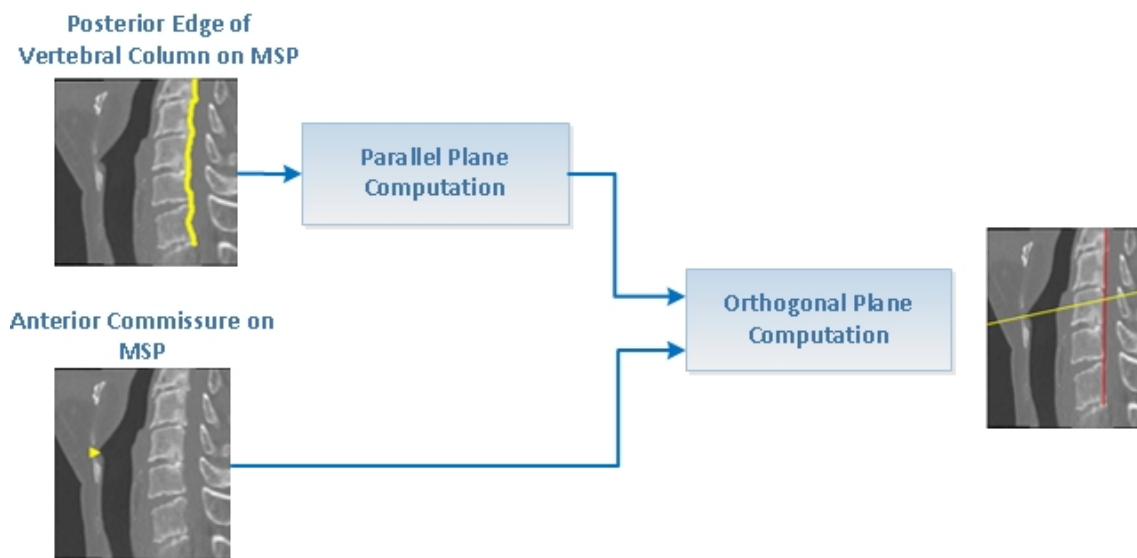 Posterior Edge of
Vertebral Column on MSP
Parallel Plane
Computation
Orthogonal Plane
Computation
Anterior Commissure on
MSP